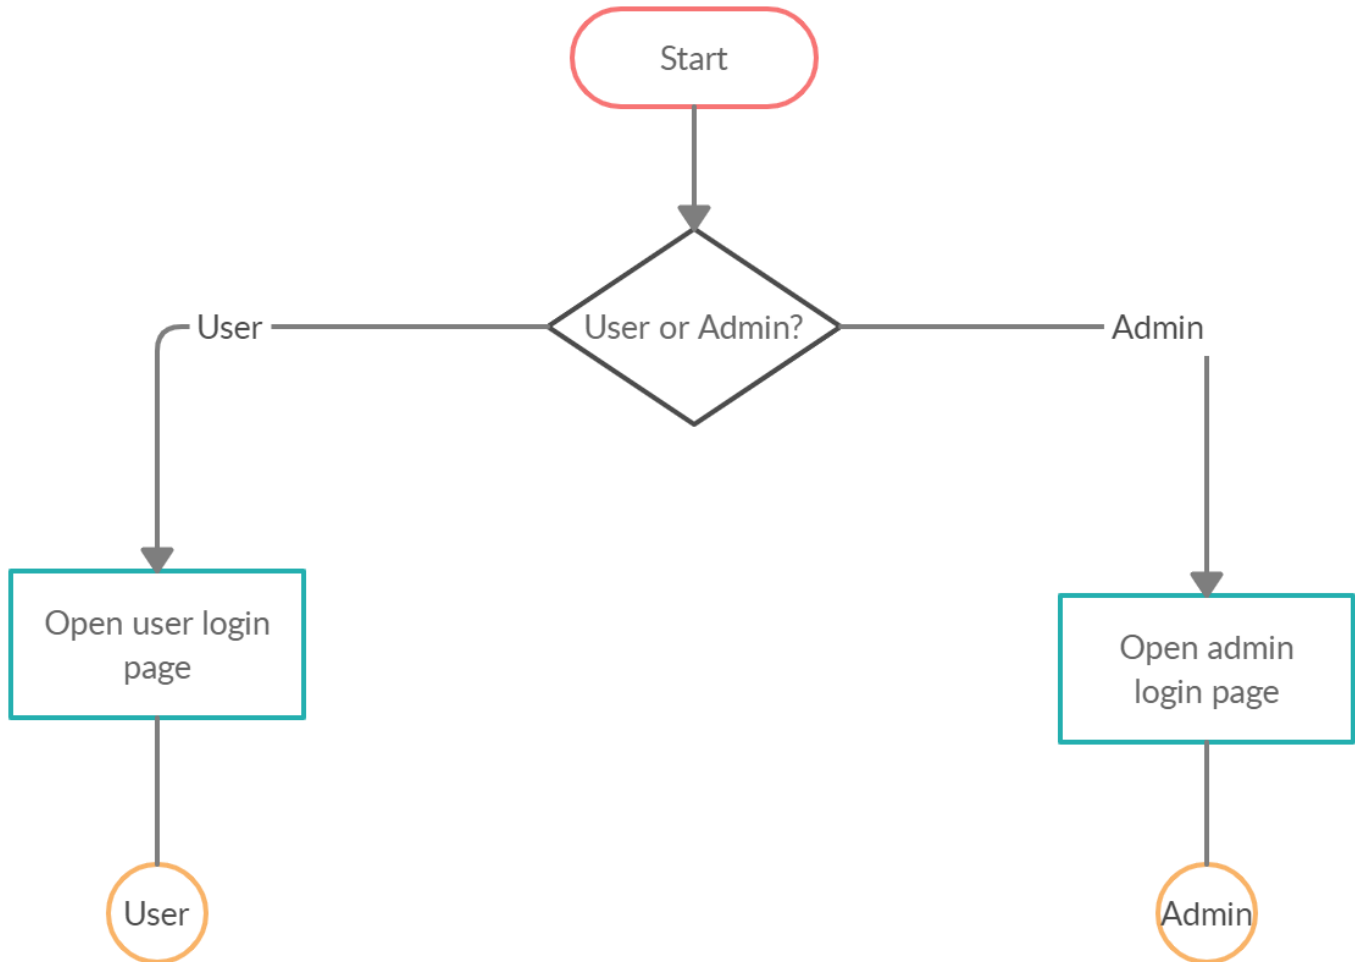 Start
User or Admin?
User
Admin
Open user login
page
Open admin
login page
User
Admin